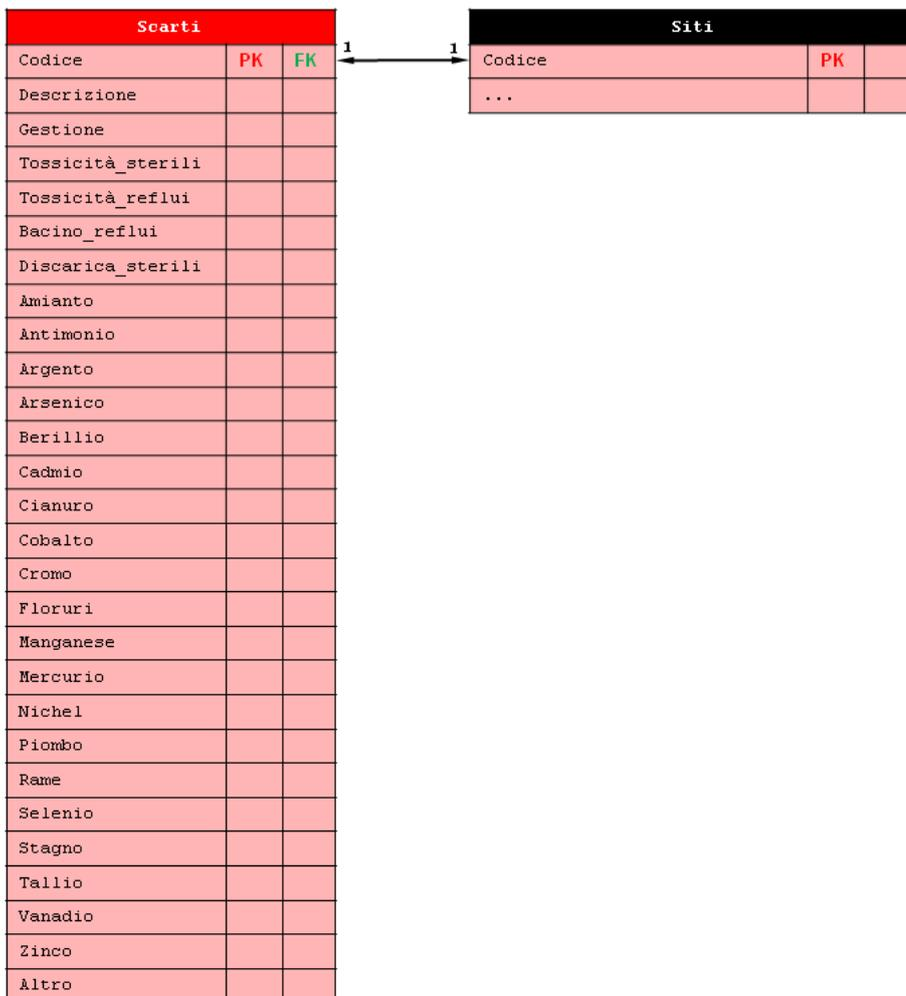 Scarti
Codice PK FK
Descrizione
Gestione
Tossicità_sterili
Tossicità_reflui
Bacino_reflui
Discarica_sterili
Amianto
Antimonio
Argento
Arsenico
Berillio
Cadmio
Cianuro
Cobalto
Cromo
Floruri
Manganese
Mercurio
Nichel
Piombo
Rame
Selenio
Stagno
Tallio
Vanadio
Zinco
Altro
1 1
Siti
Codice PK
...